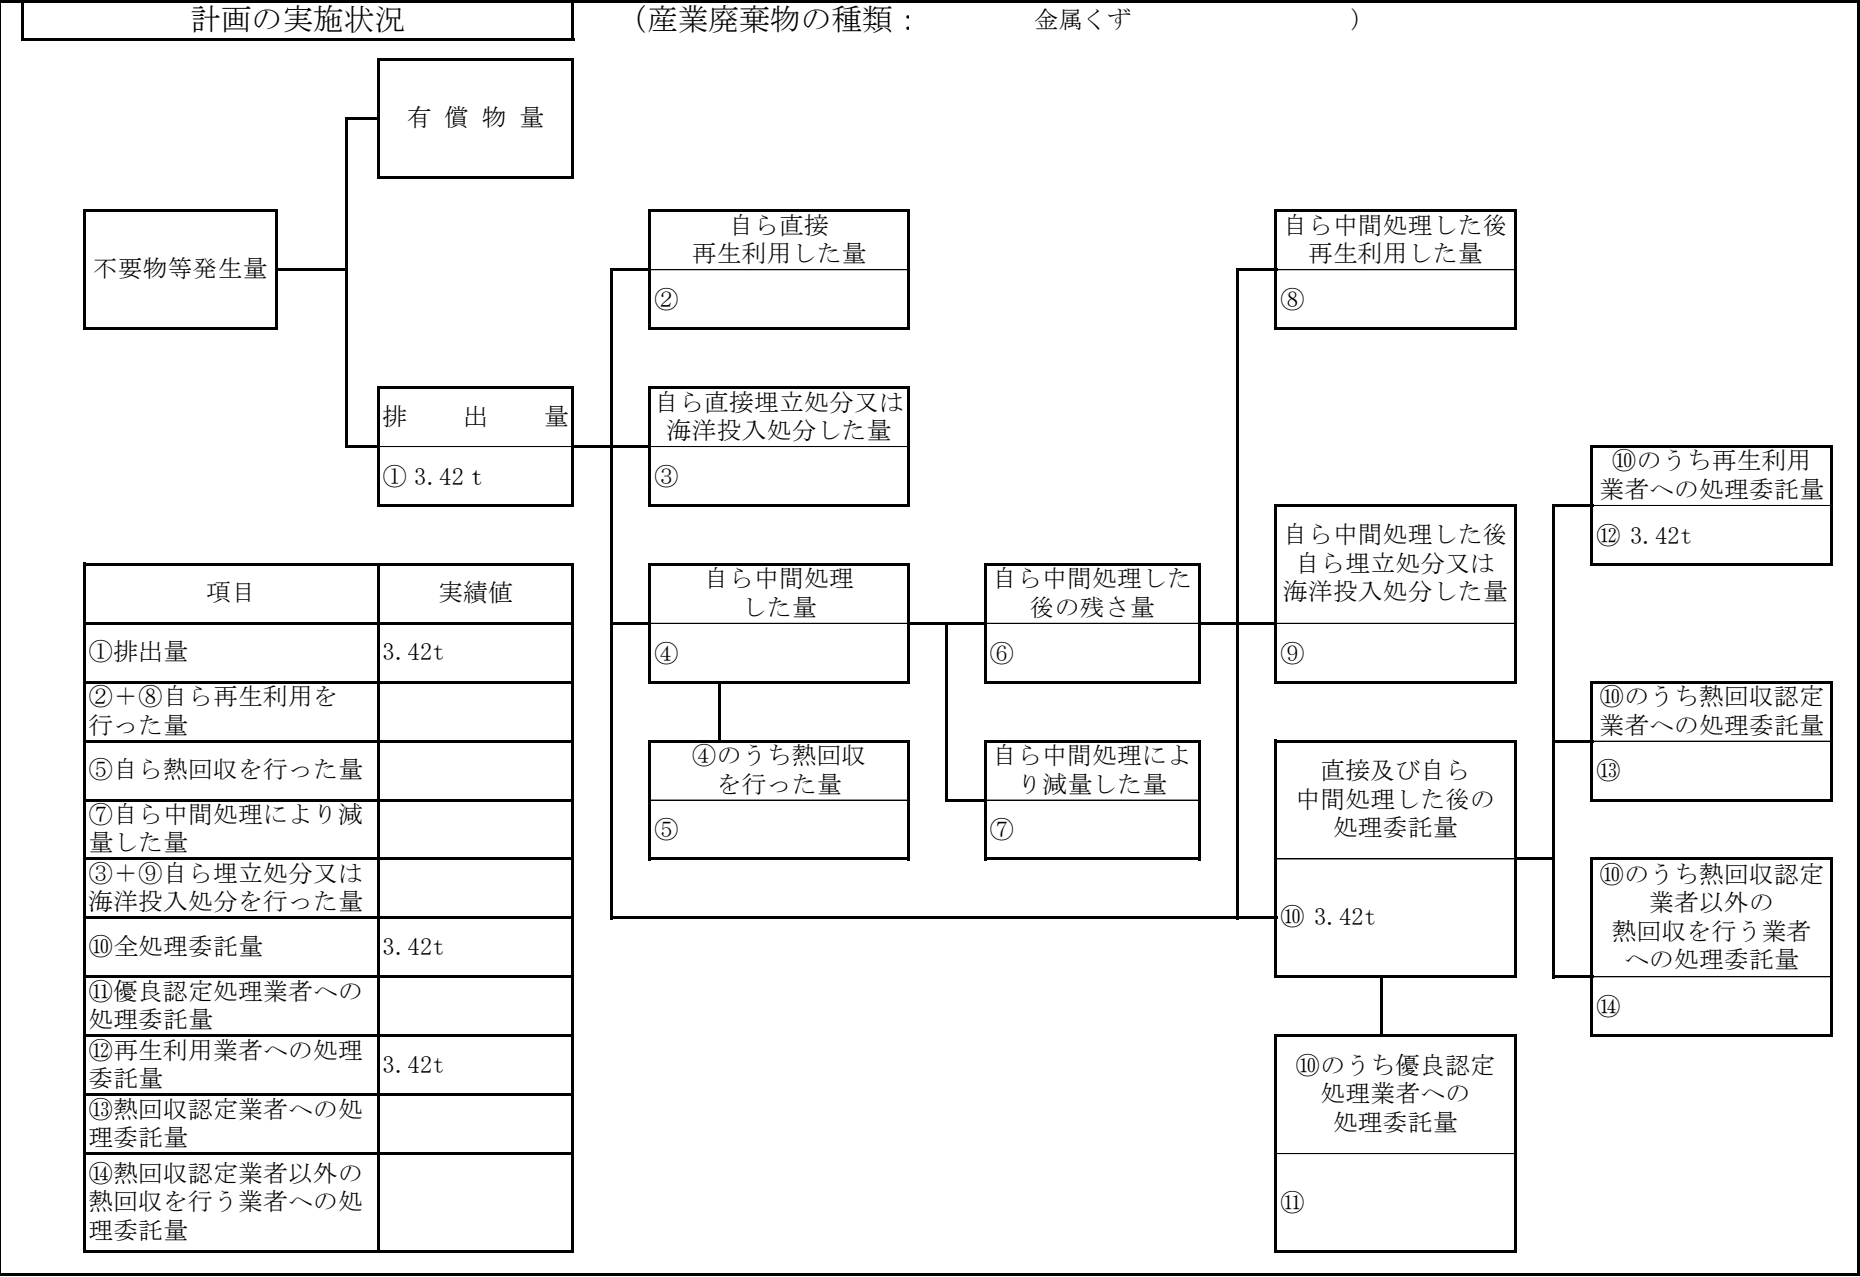 計画の実施状況
（産業廃棄物の種類： 金属くず ）
有 償 物 量
不要物等発生量
自ら直接
再生利用した量
②
自ら中間処理した後
再生利用した量
⑧
排 出 量
① 3.42 t
自ら直接埋立処分又は
海洋投入処分した量
③
⑩のうち再生利用
業者への処理委託量
⑫ 3.42t
自ら中間処理した後
自ら埋立処分又は
海洋投入処分した量
⑨
自ら中間処理
した量
④
自ら中間処理した
後の残さ量
⑥
④のうち熱回収
を行った量
⑤
自ら中間処理によ
り減量した量
⑦
直接及び自ら
中間処理した後の
処理委託量
⑩ 3.42t
⑩のうち熱回収認定
業者への処理委託量
⑬
⑩のうち熱回収認定
業者以外の
熱回収を行う業者
への処理委託量
⑭
⑩のうち優良認定
処理業者への
処理委託量
⑪
項目 実績値
①排出量 3.42t
②＋⑧自ら再生利用を
行った量
⑤自ら熱回収を行った量
⑦自ら中間処理により減
量した量
③＋⑨自ら埋立処分又は
海洋投入処分を行った量
⑩全処理委託量 3.42t
⑪優良認定処理業者への
処理委託量
⑫再生利用業者への処理
委託量 3.42t
⑬熱回収認定業者への処
理委託量
⑭熱回収認定業者以外の
熱回収を行う業者への処
理委託量